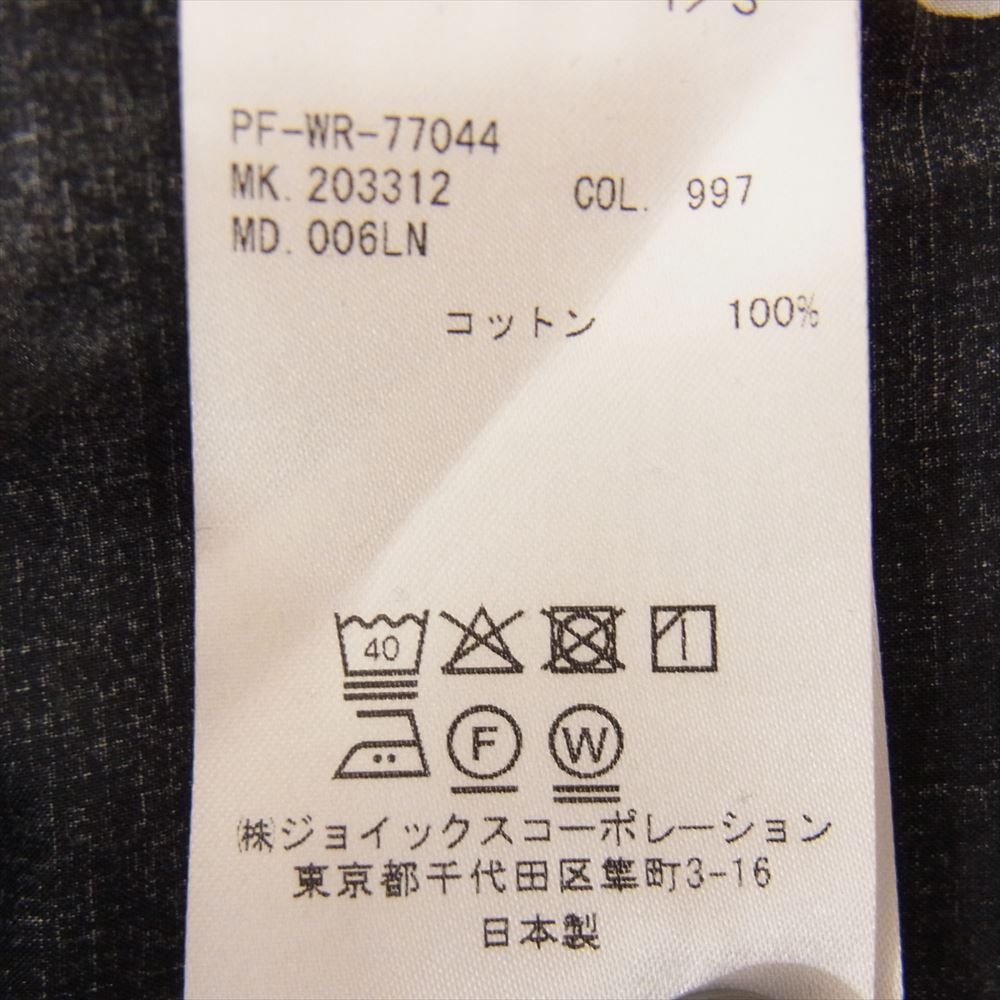 PF-WR-77044
MK. 203312 COL. 997
MD. 006LN
コットン 100%
40
F W
㈱ジョイックスコーポレーション
東京都千代田区隼町3-16
日本製